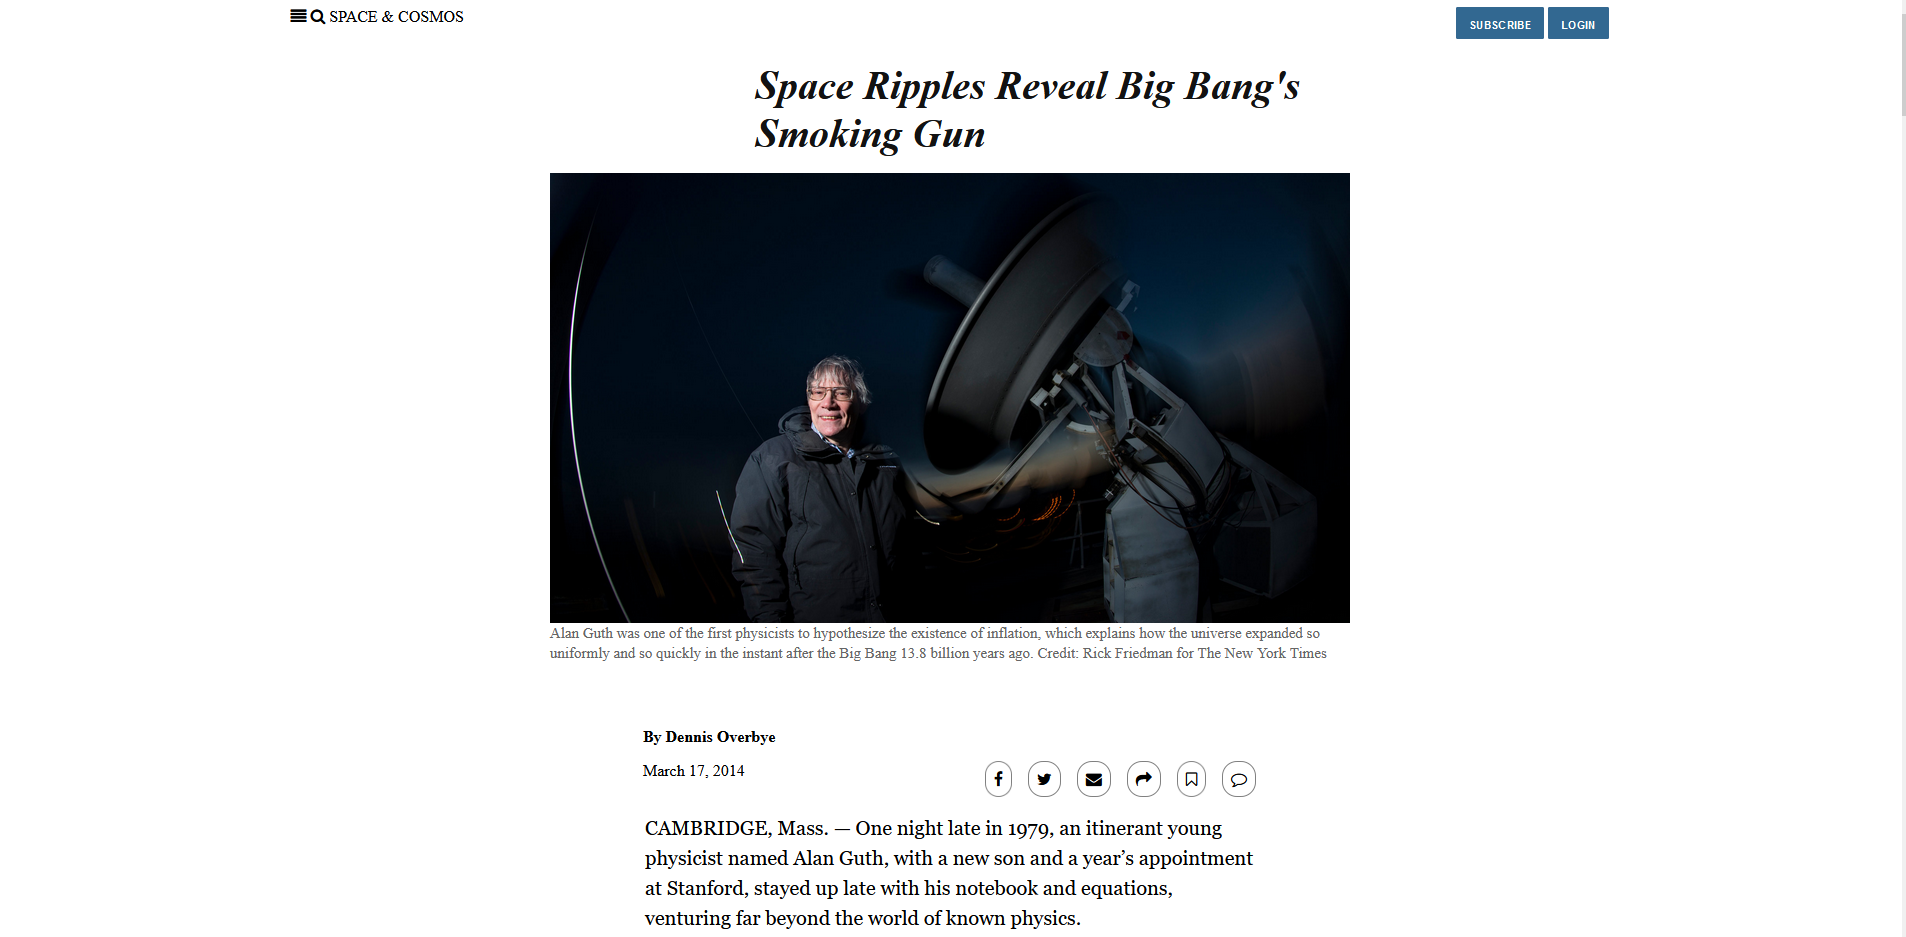 SPACE & COSMOS
SUBSCRIBE
LOGIN
Space Ripples Reveal Big Bang's
Smoking Gun
Alan Guth was one of the first physicists to hypothesize the existence of inflation, which explains how the universe expanded so
uniformly and so quickly in the instant after the Big Bang 13.8 billion years ago. Credit: Rick Friedman for The New York Times
By Dennis Overbye
March 17, 2014
CAMBRIDGE, Mass. — One night late in 1979, an itinerant young
physicist named Alan Guth, with a new son and a year’s appointment
at Stanford, stayed up late with his notebook and equations,
venturing far beyond the world of known physics.